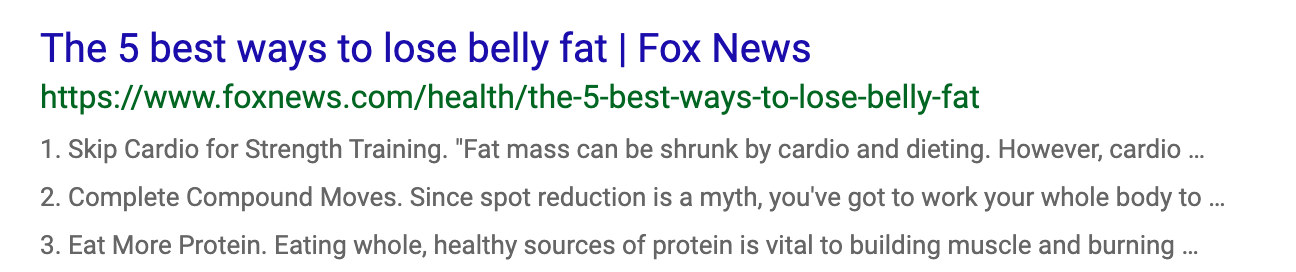 The 5 best ways to lose belly fat | Fox News
https://www.foxnews.com/health/the-5-best-ways-to-lose-belly-fat
1. Skip Cardio for Strength Training. "Fat mass can be shrunk by cardio and dieting. However, cardio ...
2. Complete Compound Moves. Since spot reduction is a myth, you've got to work your whole body to ...
3. Eat More Protein. Eating whole, healthy sources of protein is vital to building muscle and burning ...